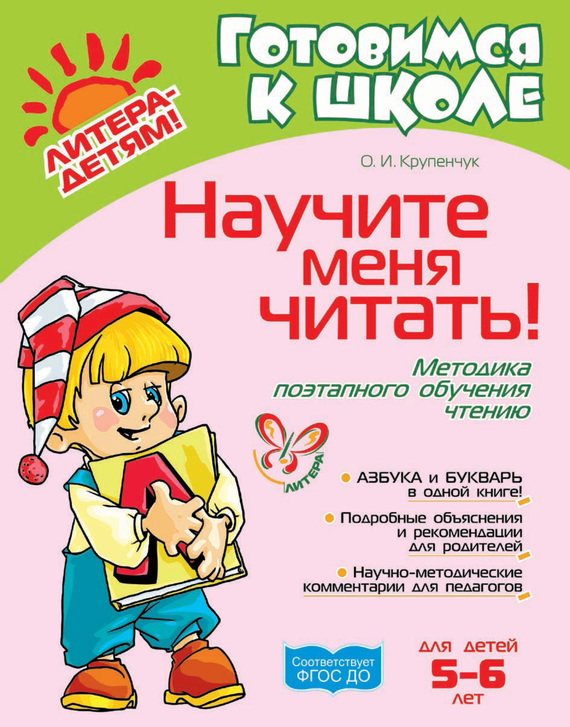 ЛИТЕРА-
ДЕТЯМ!
Готовимся
к школе
О. И. Крупенчук
Научите
меня
читать!
Методика
поэтапного обучения
чтению
ЛИТЕРА
• АЗБУКА и БУКВАРЬ
в одной книге!
• Подробные объяснения
и рекомендации
для родителей
• Научно-методические
комментарии для педагогов
Соответствует
ФГОС ДО
для детей
5–6
лет